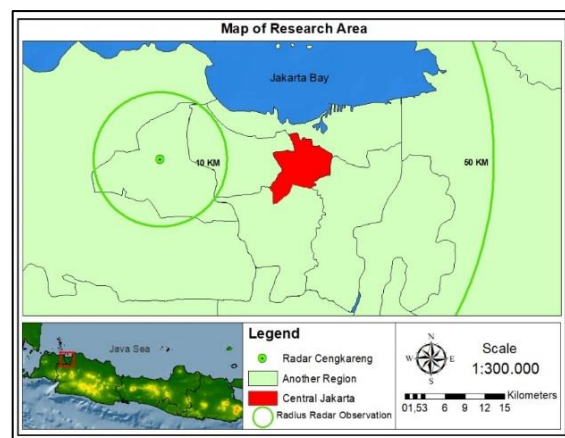 Map of Research Area
Jakarta Bay
10 KM
50 KM
Java Sea
Legend
Radar Cengkareng
Another Region
Central Jakarta
Radius Radar Observation
N
W E
S
Scale
1:300.000
Kilometers
01,53 6 9 12 15